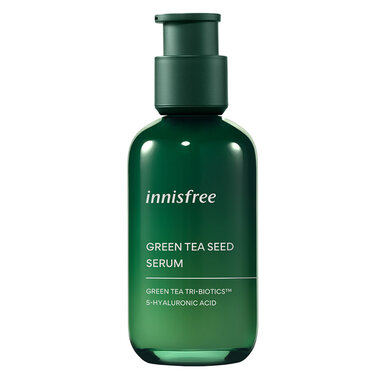 innisfree
GREEN TEA SEED
SERUM
GREEN TEA TRI-BIOTICS™
5-HYALURONIC ACID